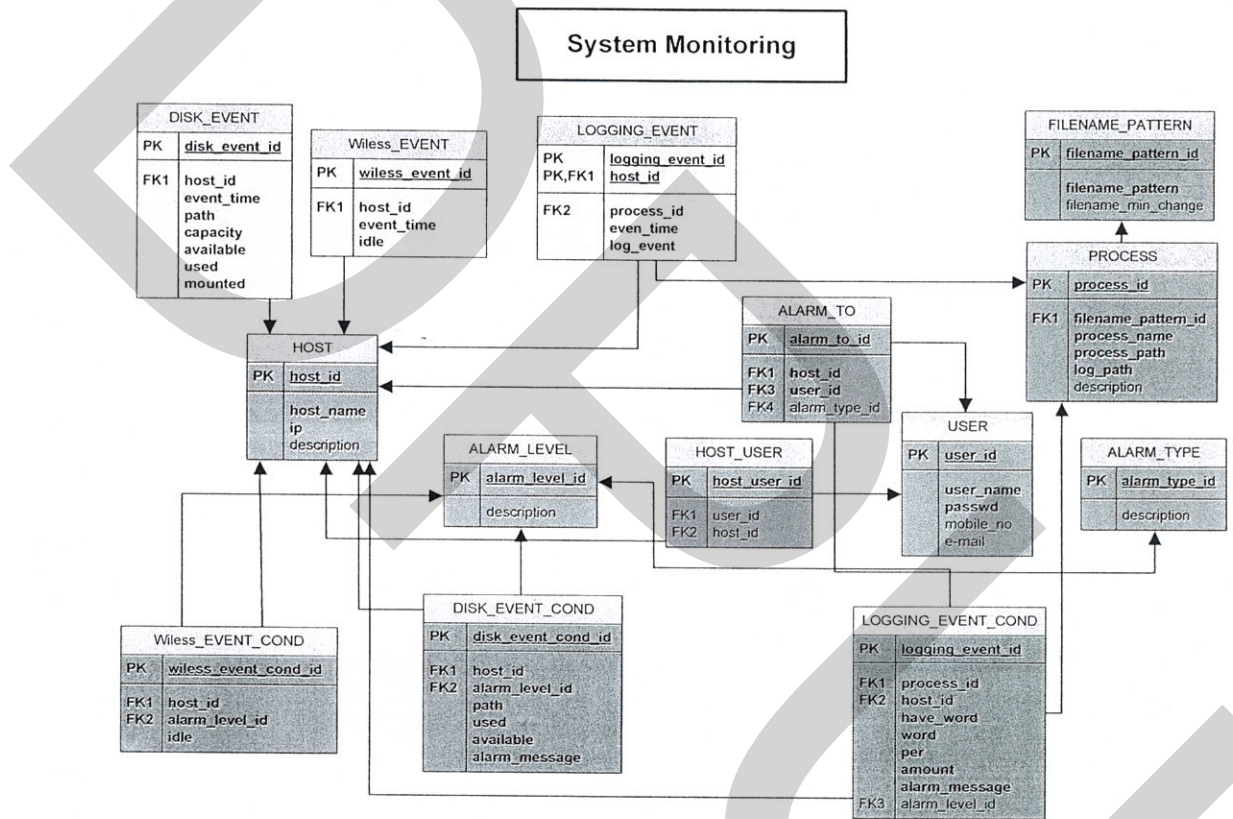 System Monitoring
DISK_EVENT
PK disk_event_id
FK1 host_id
event_time
path
capacity
available
used
mounted
Wiless_EVENT
PK wiless_event_id
FK1 host_id
event_time
idle
LOGGING_EVENT
PK logging_event_id
PK,FK1 host_id
FK2 process_id
even_time
log_event
FILENAME_PATTERN
PK filename_pattern_id
filename_pattern
filename_min_change
PROCESS
PK process_id
FK1 filename_pattern_id
process_name
process_path
log_path
description
HOST
PK host_id
host_name
ip
description
ALARM_TO
PK alarm_to_id
FK1 host_id
FK3 user_id
FK4 alarm_type_id
ALARM_LEVEL
PK alarm_level_id
description
HOST_USER
PK host_user_id
FK1 user_id
FK2 host_id
USER
PK user_id
user_name
passwd
mobile_no
e-mail
ALARM_TYPE
PK alarm_type_id
description
Wiless_EVENT_COND
PK wiless_event_cond_id
FK1 host_id
FK2 alarm_level_id
idle
DISK_EVENT_COND
PK disk_event_cond_id
FK1 host_id
FK2 alarm_level_id
path
used
available
alarm_message
LOGGING_EVENT_COND
PK logging_event_id
FK1 process_id
FK2 host_id
have_word
word
per
amount
alarm_message
FK3 alarm_level_id